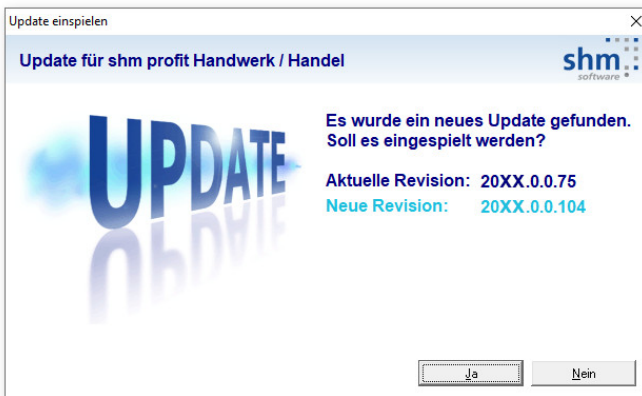 Update einspielen
Update für shm profit Handwerk / Handel
shm
software
UPDATE
Es wurde ein neues Update gefunden.
Soll es eingespielt werden?
Aktuelle Revision: 20XX.0.0.75
Neue Revision: 20XX.0.0.104
Ja
Nein